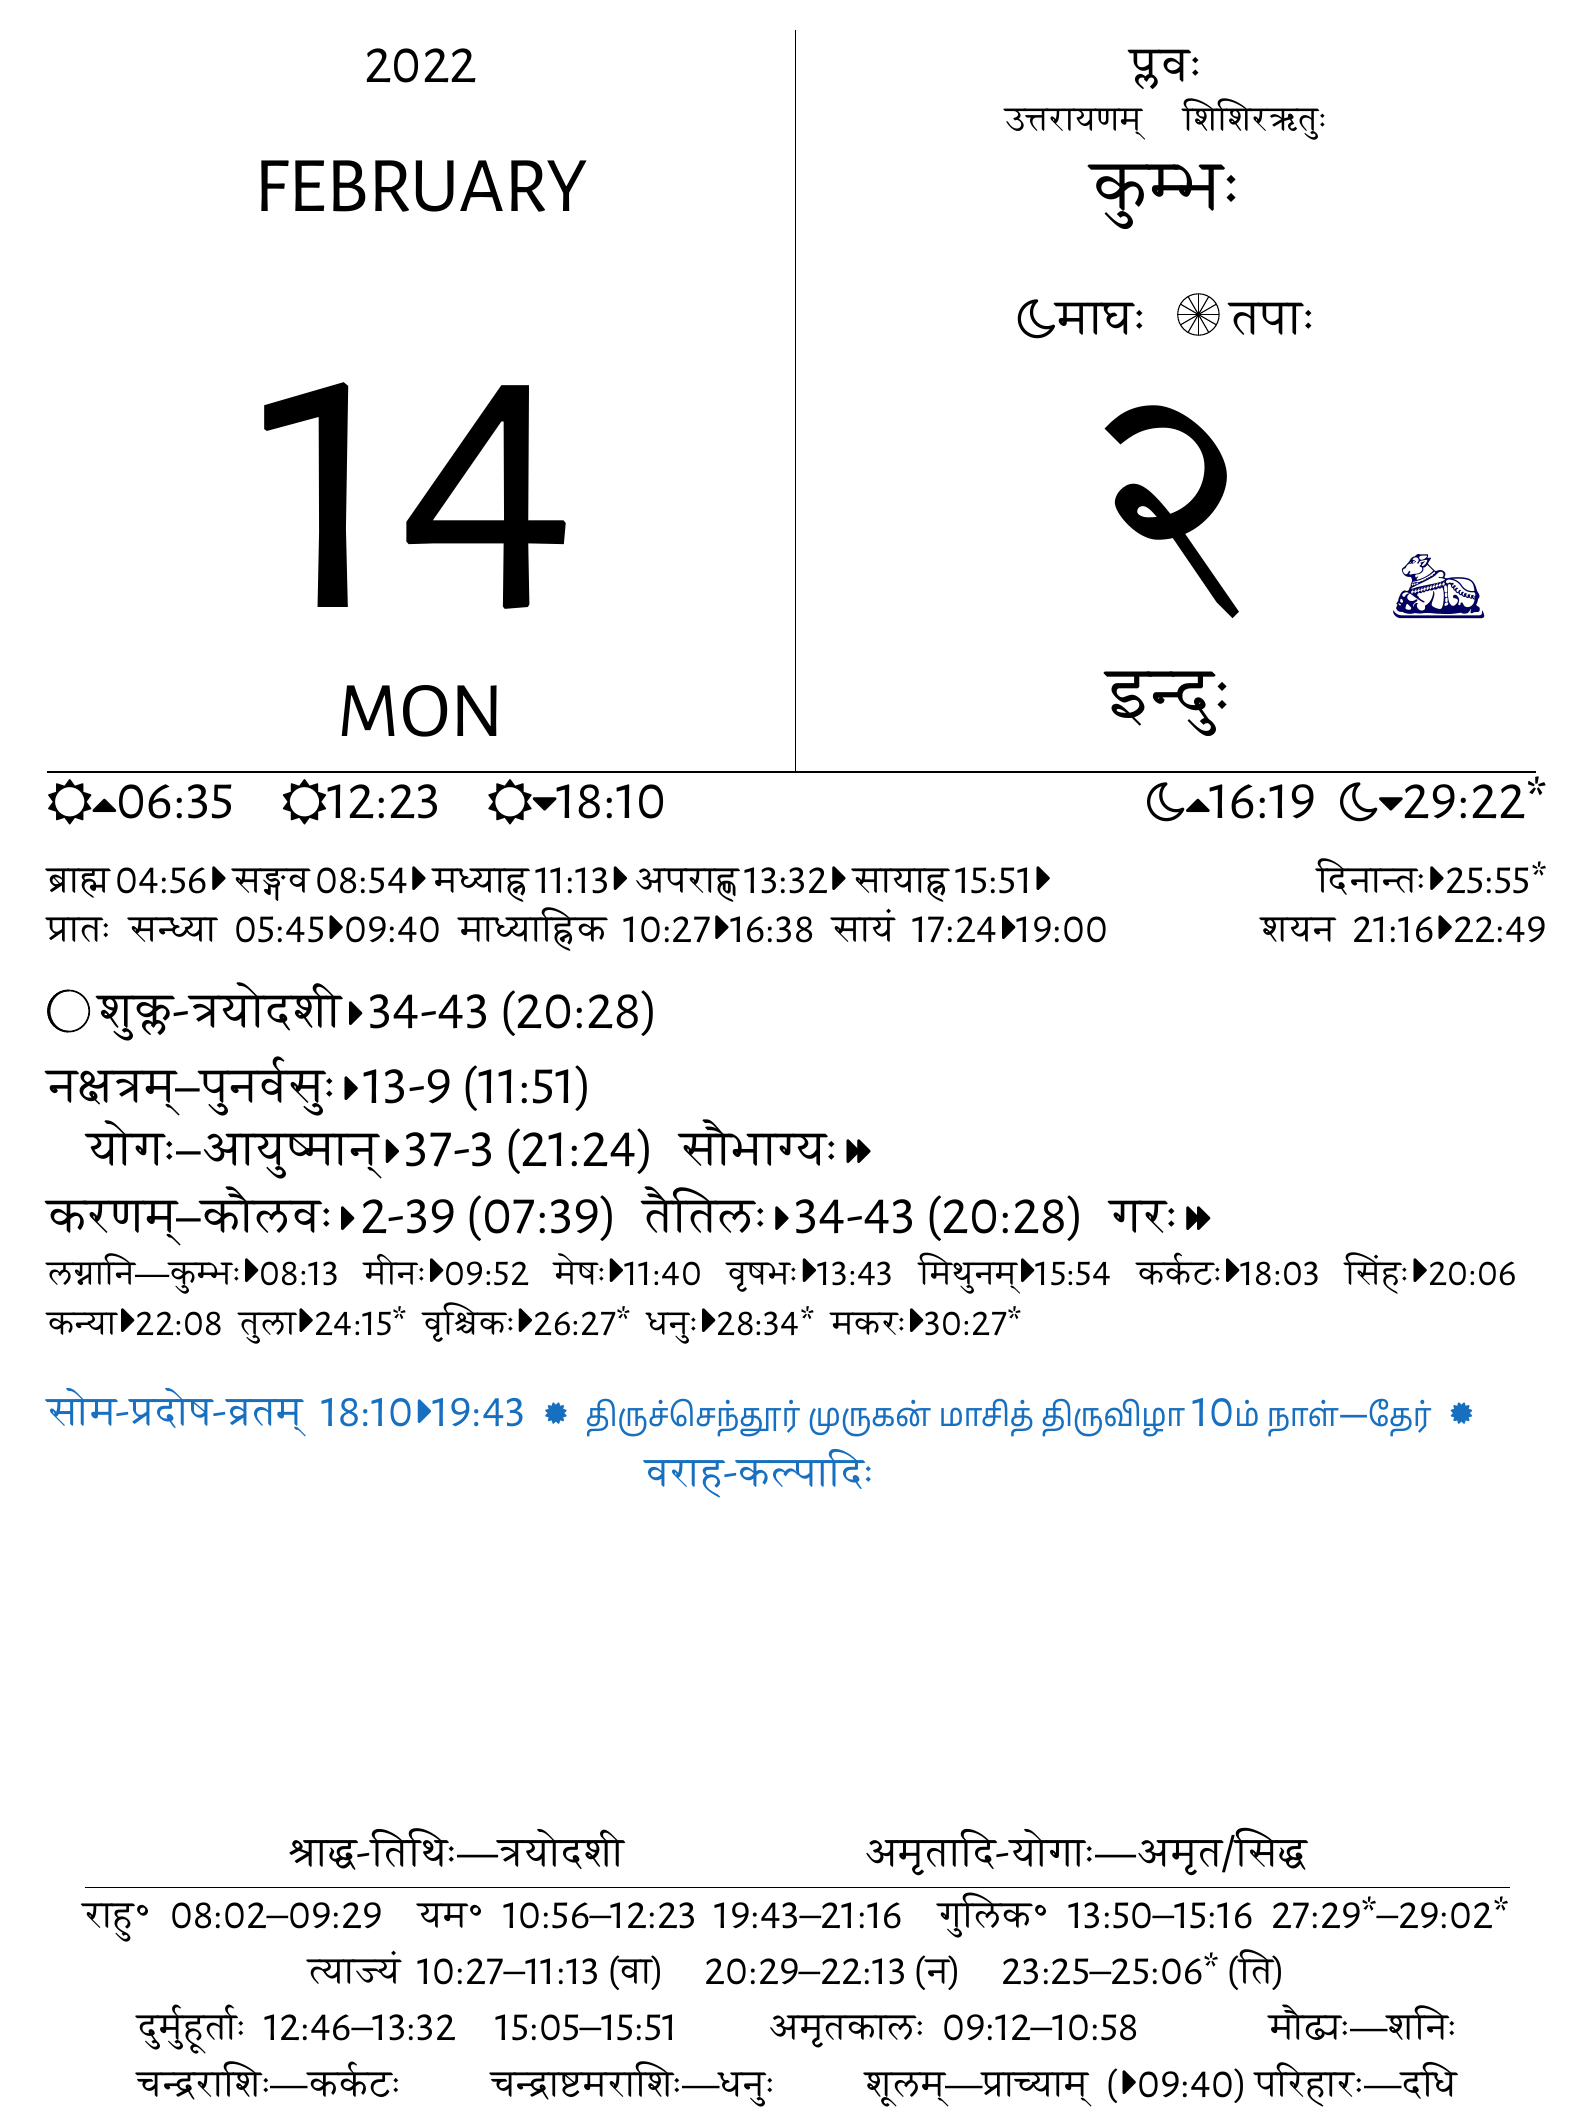 2022
FEBRUARY
14
MON
प्लवः
उत्तरायणम् शिशिरऋतुः
कुम्भः
माघः तपाः
२
इन्दुः
06:35 12:23 18:10 16:19 29:22*
ब्राह्म 04:56 सङ्गव 08:54 मध्याह्न 11:13 अपराह्ण 13:32 सायाह्न 15:51 दिनान्तः 25:55*
प्रातः सन्ध्या 05:45 09:40 माध्याह्निक 10:27 16:38 सायं 17:24 19:00 शयन 21:16 22:49
शुक्ल-त्रयोदशी 34-43 (20:28)
नक्षत्रम्–पुनर्वसुः 13-9 (11:51)
योगः–आयुष्मान् 37-3 (21:24) सौभाग्यः
करणम्–कौलवः 2-39 (07:39) तैतिलः 34-43 (20:28) गरः
लग्नानि—कुम्भः 08:13 मीनः 09:52 मेषः 11:40 वृषभः 13:43 मिथुनम् 15:54 कर्कटः 18:03 सिंहः 20:06
कन्या 22:08 तुला 24:15* वृश्चिकः 26:27* धनुः 28:34* मकरः 30:27*
सोम-प्रदोष-व्रतम् 18:10 19:43 திருச்செந்தூர் முருகன் மாசித் திருவிழா 10ம் நாள்—தேர்
वराह-कल्पादिः
श्राद्ध-तिथिः—त्रयोदशी अमृतादि-योगाः—अमृत/सिद्ध
राहु॰ 08:02–09:29 यम॰ 10:56–12:23 19:43–21:16 गुलिक॰ 13:50–15:16 27:29*–29:02*
त्याज्यं 10:27–11:13 (वा) 20:29–22:13 (न) 23:25–25:06* (ति)
दुर्मुहूर्ताः 12:46–13:32 15:05–15:51 अमृतकालः 09:12–10:58 मौढ्यः—शनिः
चन्द्रराशिः—कर्कटः चन्द्राष्टमराशिः—धनुः शूलम्—प्राच्याम् (09:40) परिहारः—दधि